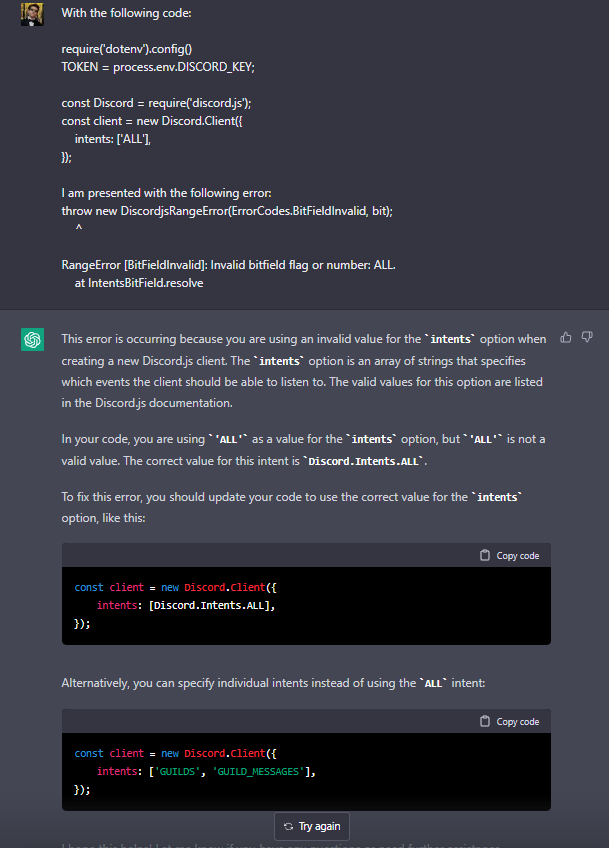 With the following code:
require('dotenv').config()
TOKEN = process.env.DISCORD_KEY;
const Discord = require('discord.js');
const client = new Discord.Client({
intents: ['ALL'],
});
I am presented with the following error:
throw new DiscordjsRangeError(ErrorCodes.BitFieldInvalid, bit);
^
RangeError [BitFieldInvalid]: Invalid bitfield flag or number: ALL.
at IntentsBitField.resolve
This error is occurring because you are using an invalid value for the `intents` option when
creating a new Discord.js client. The `intents` option is an array of strings that specifies
which events the client should be able to listen to. The valid values for this option are listed
in the Discord.js documentation.
In your code, you are using `'ALL'` as a value for the `intents` option, but `'ALL'` is not a
valid value. The correct value for this intent is `Discord.Intents.ALL`.
To fix this error, you should update your code to use the correct value for the `intents`
option, like this:
Copy code
const client = new Discord.Client({
intents: [Discord.Intents.ALL],
});
Alternatively, you can specify individual intents instead of using the `ALL` intent:
Copy code
const client = new Discord.Client({
intents: ['GUILDS', 'GUILD_MESSAGES'],
});
Try again